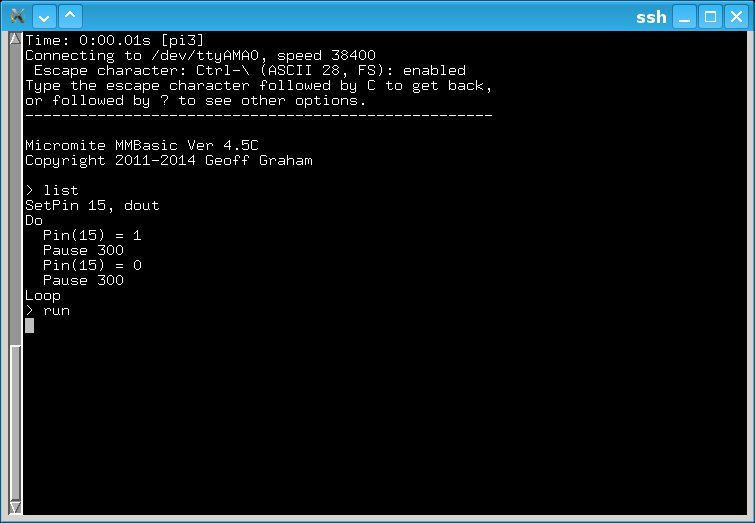 ssh
Time: 0:00.01s [pi3]
Connecting to /dev/ttyAMA0, speed 38400
 Escape character: Ctrl-\ (ASCII 28, FS): enabled
Type the escape character followed by C to get back,
or followed by ? to see other options.
----------------------------------------------------
Micromite MMBasic Ver 4.5C
Copyright 2011-2014 Geoff Graham
> list
SetPin 15, dout
Do
  Pin(15) = 1
  Pause 300
  Pin(15) = 0
  Pause 300
Loop
> run